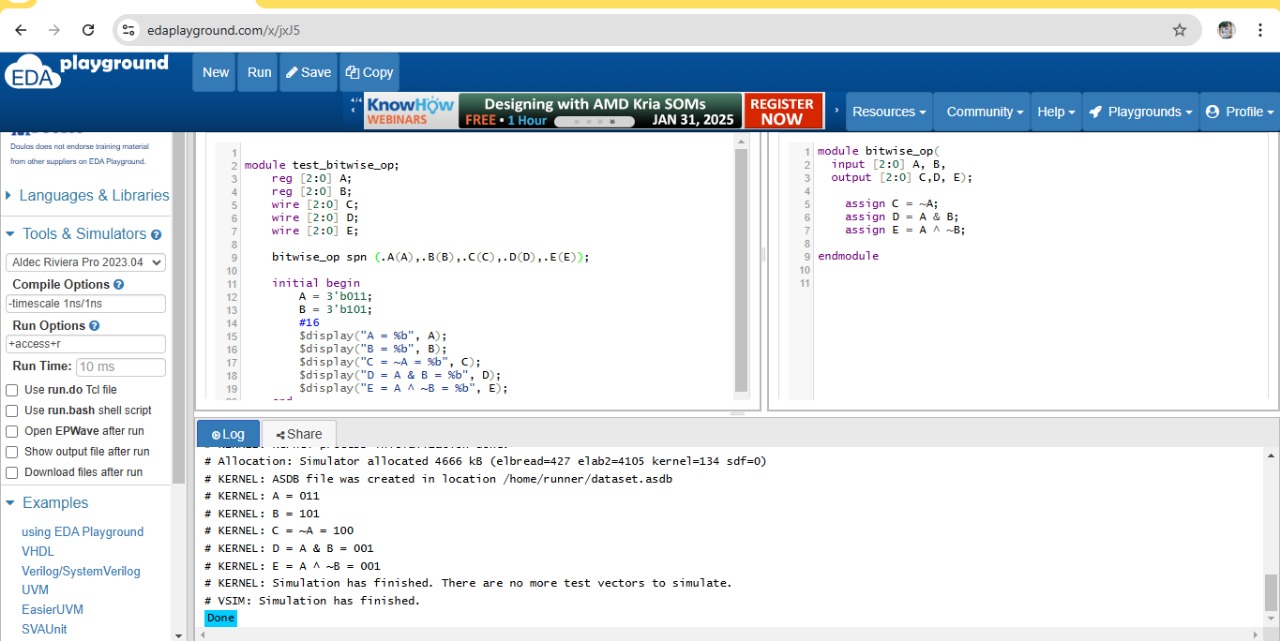 edaplayground.com/x/jxJ5
EDA playground
New Run Save Copy
4/4
KnowHow
WEBINARS
Designing with AMD Kria SOMs
FREE • 1 Hour
JAN 31, 2025
REGISTER
NOW
Resources
Community
Help
Playgrounds
Profile
Doulos does not endorse training material
from other suppliers on EDA Playground.
Languages & Libraries
Tools & Simulators
Aldec Riviera Pro 2023.04
Compile Options
-timescale 1ns/1ns
Run Options
+access+r
Run Time: 10 ms
Use run.do Tcl file
Use run.bash shell script
Open EPWave after run
Show output file after run
Download files after run
Examples
using EDA Playground
VHDL
Verilog/SystemVerilog
UVM
EasierUVM
SVAUnit
1
2 module test_bitwise_op;
3 reg [2:0] A;
4 reg [2:0] B;
5 wire [2:0] C;
6 wire [2:0] D;
7 wire [2:0] E;
8
9 bitwise_op spn (.A(A),.B(B),.C(C),.D(D),.E(E));
10
11 initial begin
12 A = 3'b011;
13 B = 3'b101;
14 #16
15 $display("A = %b", A);
16 $display("B = %b", B);
17 $display("C = ~A = %b", C);
18 $display("D = A & B = %b", D);
19 $display("E = A ^ ~B = %b", E);
1 module bitwise_op(
2 input [2:0] A, B,
3 output [2:0] C,D, E);
4
5 assign C = ~A;
6 assign D = A & B;
7 assign E = A ^ ~B;
8
9 endmodule
10
11
Log
Share
# Allocation: Simulator allocated 4666 kB (elbread=427 elab2=4105 kernel=134 sdf=0)
# KERNEL: ASDB file was created in location /home/runner/dataset.asdb
# KERNEL: A = 011
# KERNEL: B = 101
# KERNEL: C = ~A = 100
# KERNEL: D = A & B = 001
# KERNEL: E = A ^ ~B = 001
# KERNEL: Simulation has finished. There are no more test vectors to simulate.
# VSIM: Simulation has finished.
Done